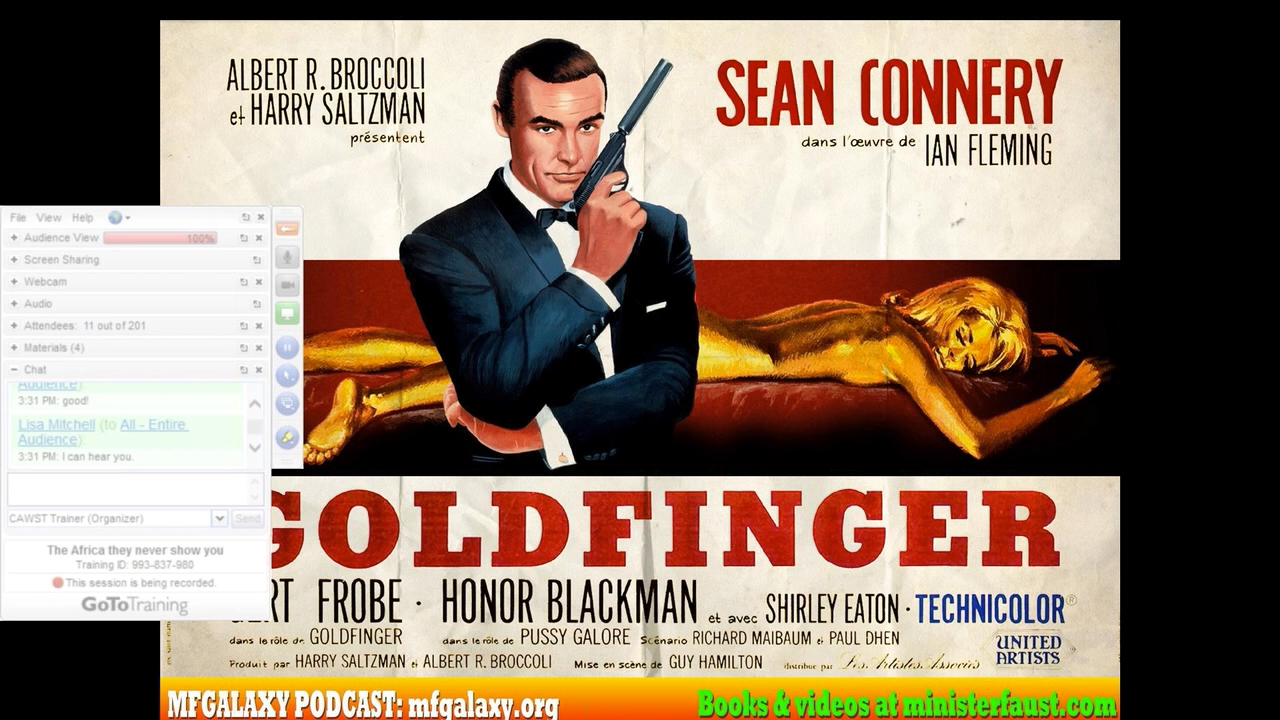 ALBERT R. BROCCOLI
et HARRY SALTZMAN
présentent
SEAN CONNERY
dans l'œuvre de IAN FLEMING
File View Help
Audience View 100%
Screen Sharing
Webcam
Audio
Attendees: 11 out of 201
Materials (4)
Chat
Audience)
3:31 PM: good!
Lisa Mitchell (to All - Entire
Audience):
3:31 PM: I can hear you.
CAWST Trainer (Organizer)
Send
The Africa they never show you
Training ID: 993-837-980
This session is being recorded.
GoToTraining
GOLDFINGER
ERT FROBE · HONOR BLACKMAN et avec SHIRLEY EATON · TECHNICOLOR®
dans le rôle de GOLDFINGER dans le rôle de PUSSY GALORE Scénario RICHARD MAIBAUM et PAUL DHEN
Produit par HARRY SALTZMAN et ALBERT R. BROCCOLI Mise en scène de GUY HAMILTON distribué par Les Artistes Associés
UNITED
ARTISTS
MFGALAXY PODCAST: mfgalaxy.org
Books & videos at ministerfaust.com